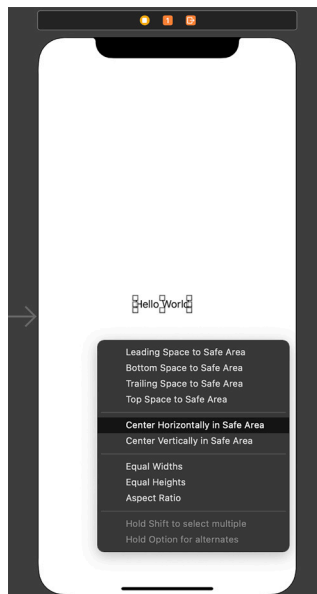 1
Hello World
Leading Space to Safe Area
Bottom Space to Safe Area
Trailing Space to Safe Area
Top Space to Safe Area
Center Horizontally in Safe Area
Center Vertically in Safe Area
Equal Widths
Equal Heights
Aspect Ratio
Hold Shift to select multiple
Hold Option for alternates